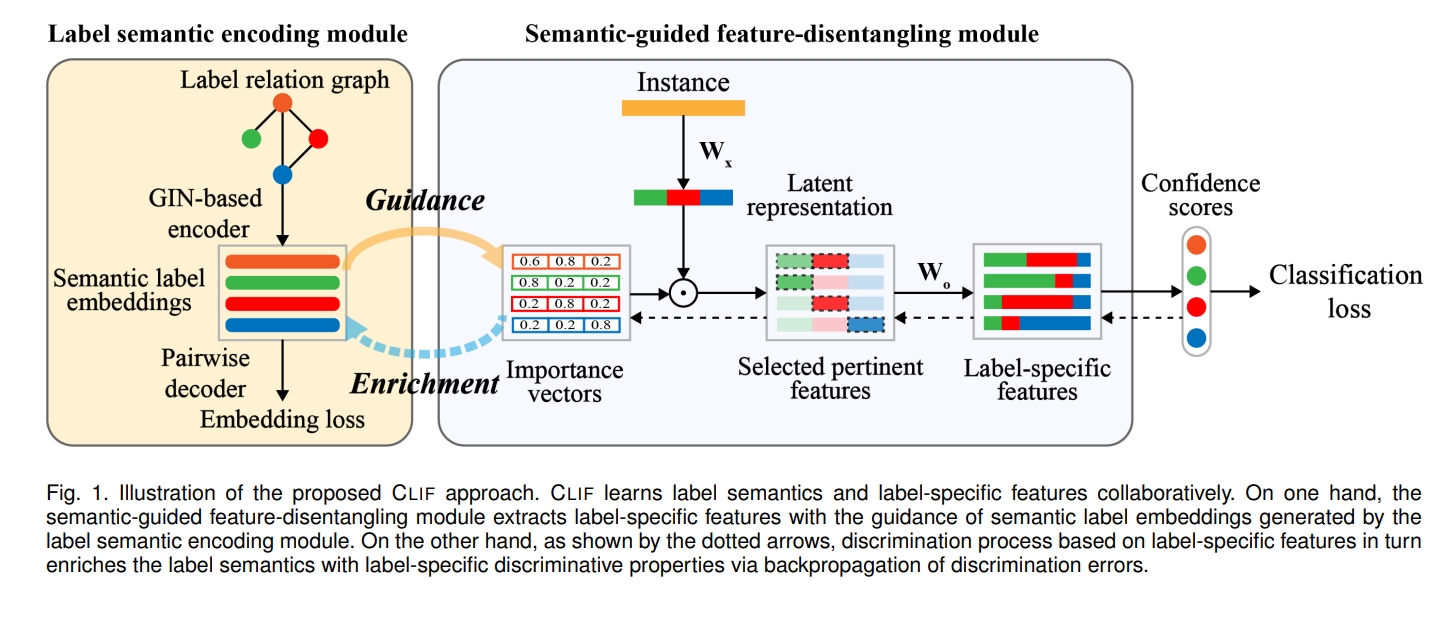 Label semantic encoding module
Semantic-guided feature-disentangling module
Label relation graph
GIN-based
encoder
Semantic label
embeddings
Pairwise
decoder
Embedding loss
Guidance
Enrichment
Instance
Wx
Latent
representation
0.6 0.8 0.2
0.8 0.2 0.2
0.2 0.8 0.2
0.2 0.2 0.8
Importance
vectors
Selected pertinent
features
Wo
Label-specific
features
Confidence
scores
Classification
loss
Fig. 1. Illustration of the proposed CLIF approach. CLIF learns label semantics and label-specific features collaboratively. On one hand, the
semantic-guided feature-disentangling module extracts label-specific features with the guidance of semantic label embeddings generated by the
label semantic encoding module. On the other hand, as shown by the dotted arrows, discrimination process based on label-specific features in turn
enriches the label semantics with label-specific discriminative properties via backpropagation of discrimination errors.